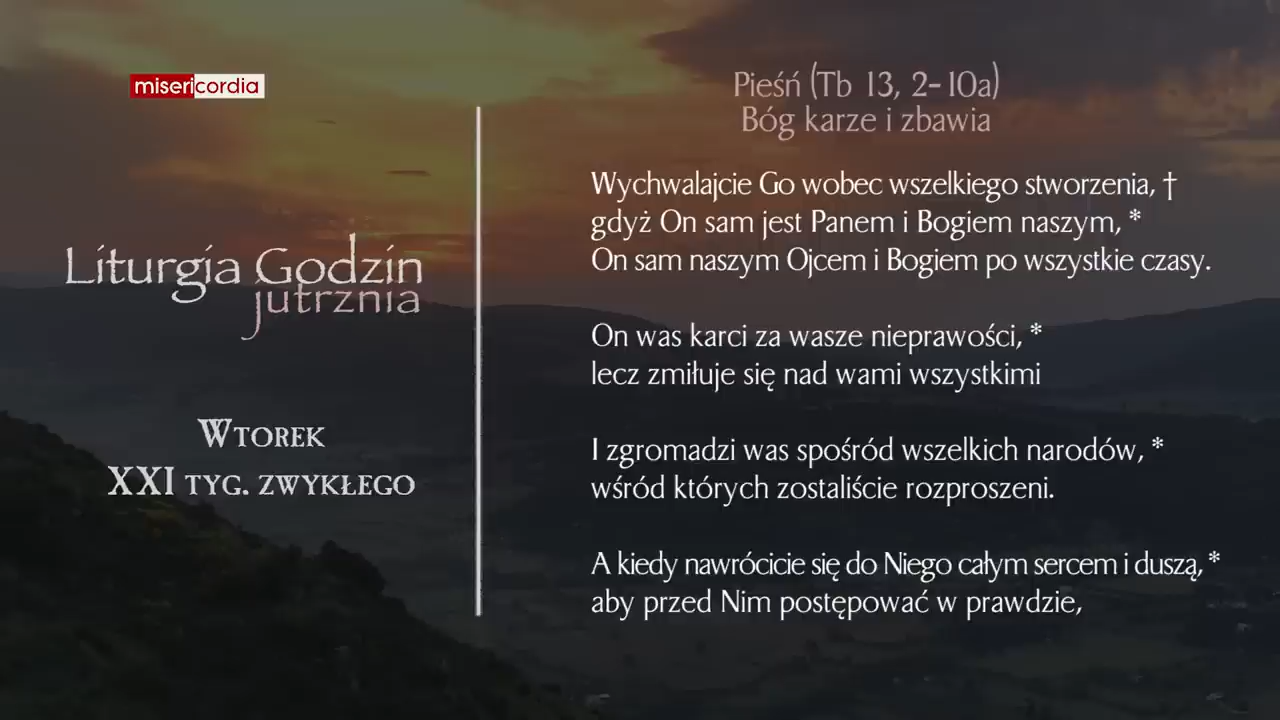 misericordia
Liturgia Godzin
jutrznia
Wtorek
XXI tyg. zwykłego
Pieśń (Tb 13, 2-10a)
Bóg karze i zbawia
Wychwalajcie Go wobec wszelkiego stworzenia, †
gdyż On sam jest Panem i Bogiem naszym, *
On sam naszym Ojcem i Bogiem po wszystkie czasy.
On was karci za wasze nieprawości, *
lecz zmiłuje się nad wami wszystkimi
I zgromadzi was spośród wszelkich narodów, *
wśród których zostaliście rozproszeni.
A kiedy nawrócicie się do Niego całym sercem i duszą, *
aby przed Nim postępować w prawdzie,